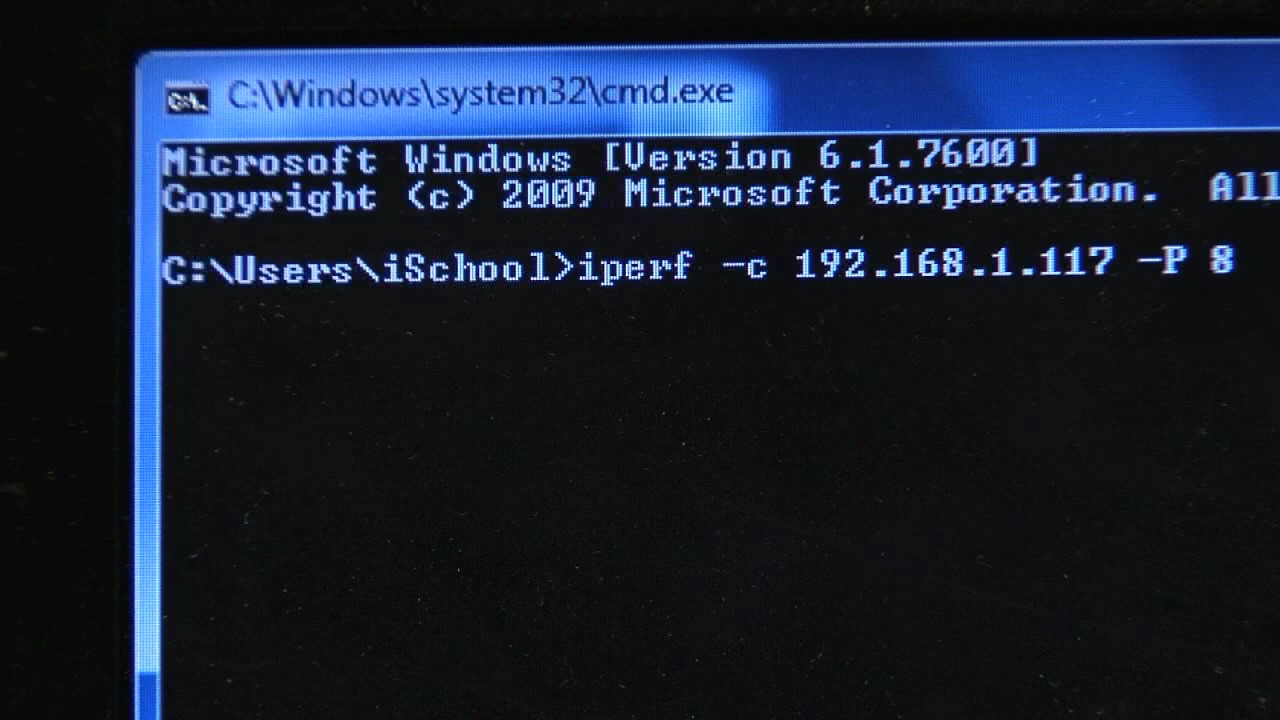 C:\Windows\system32\cmd.exe
Microsoft Windows [Version 6.1.7600]
Copyright (c) 2009 Microsoft Corporation.  All
C:\Users\iSchool>iperf -c 192.168.1.117 -P 8